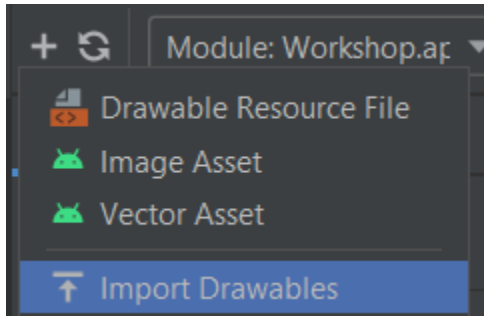 Module: Workshop.ap
Drawable Resource File
Image Asset
Vector Asset
Import Drawables